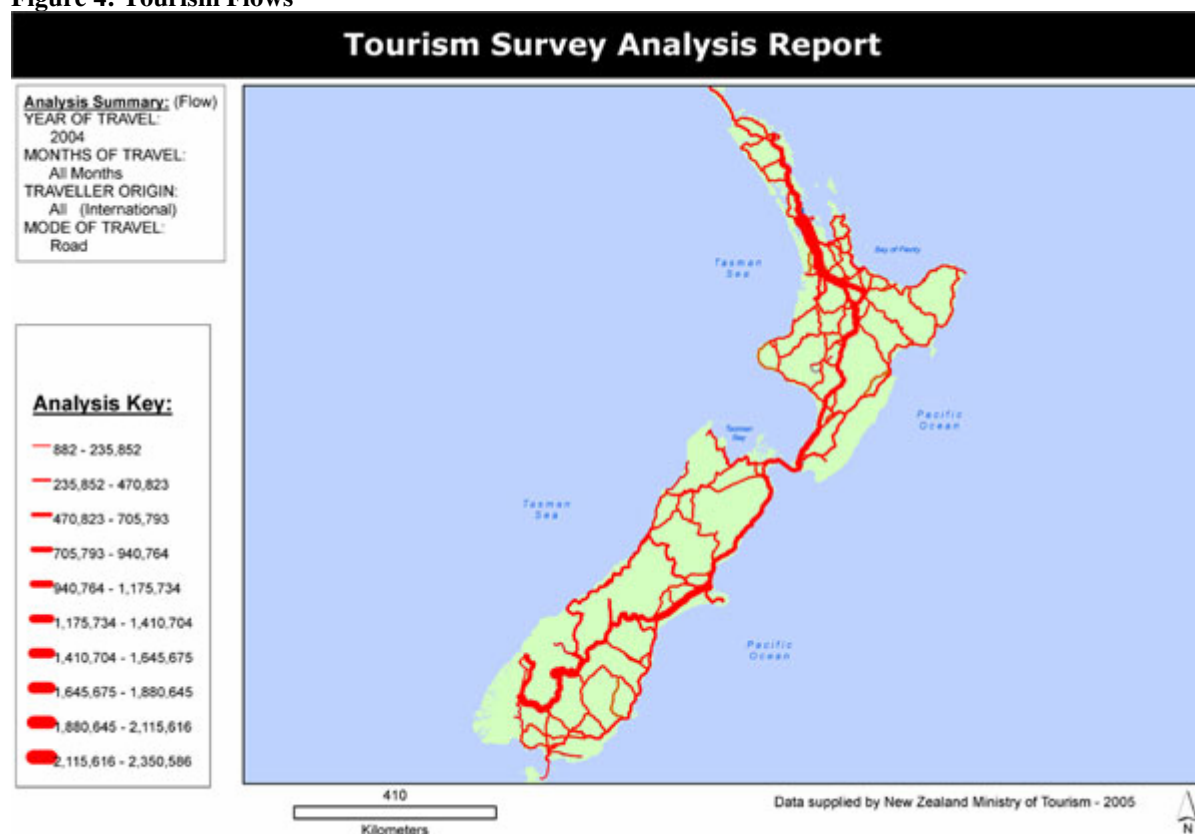 Figure 4: Tourism Flows
Tourism Survey Analysis Report
Analysis Summary: (Flow)
YEAR OF TRAVEL:
2004
MONTHS OF TRAVEL:
All Months
TRAVELLER ORIGIN:
All (International)
MODE OF TRAVEL:
Road
Analysis Key:
882 - 235,852
235,852 - 470,823
470,823 - 705,793
705,793 - 940,764
940,764 - 1,175,734
1,175,734 - 1,410,704
1,410,704 - 1,645,675
1,645,675 - 1,880,645
1,880,645 - 2,115,616
2,115,616 - 2,350,586
Tasman
Sea
Bay of Plenty
Pacific
Ocean
Tasman
Bay
Tasman
Sea
Pacific
Ocean
410
Kilometers
Data supplied by New Zealand Ministry of Tourism - 2005
N